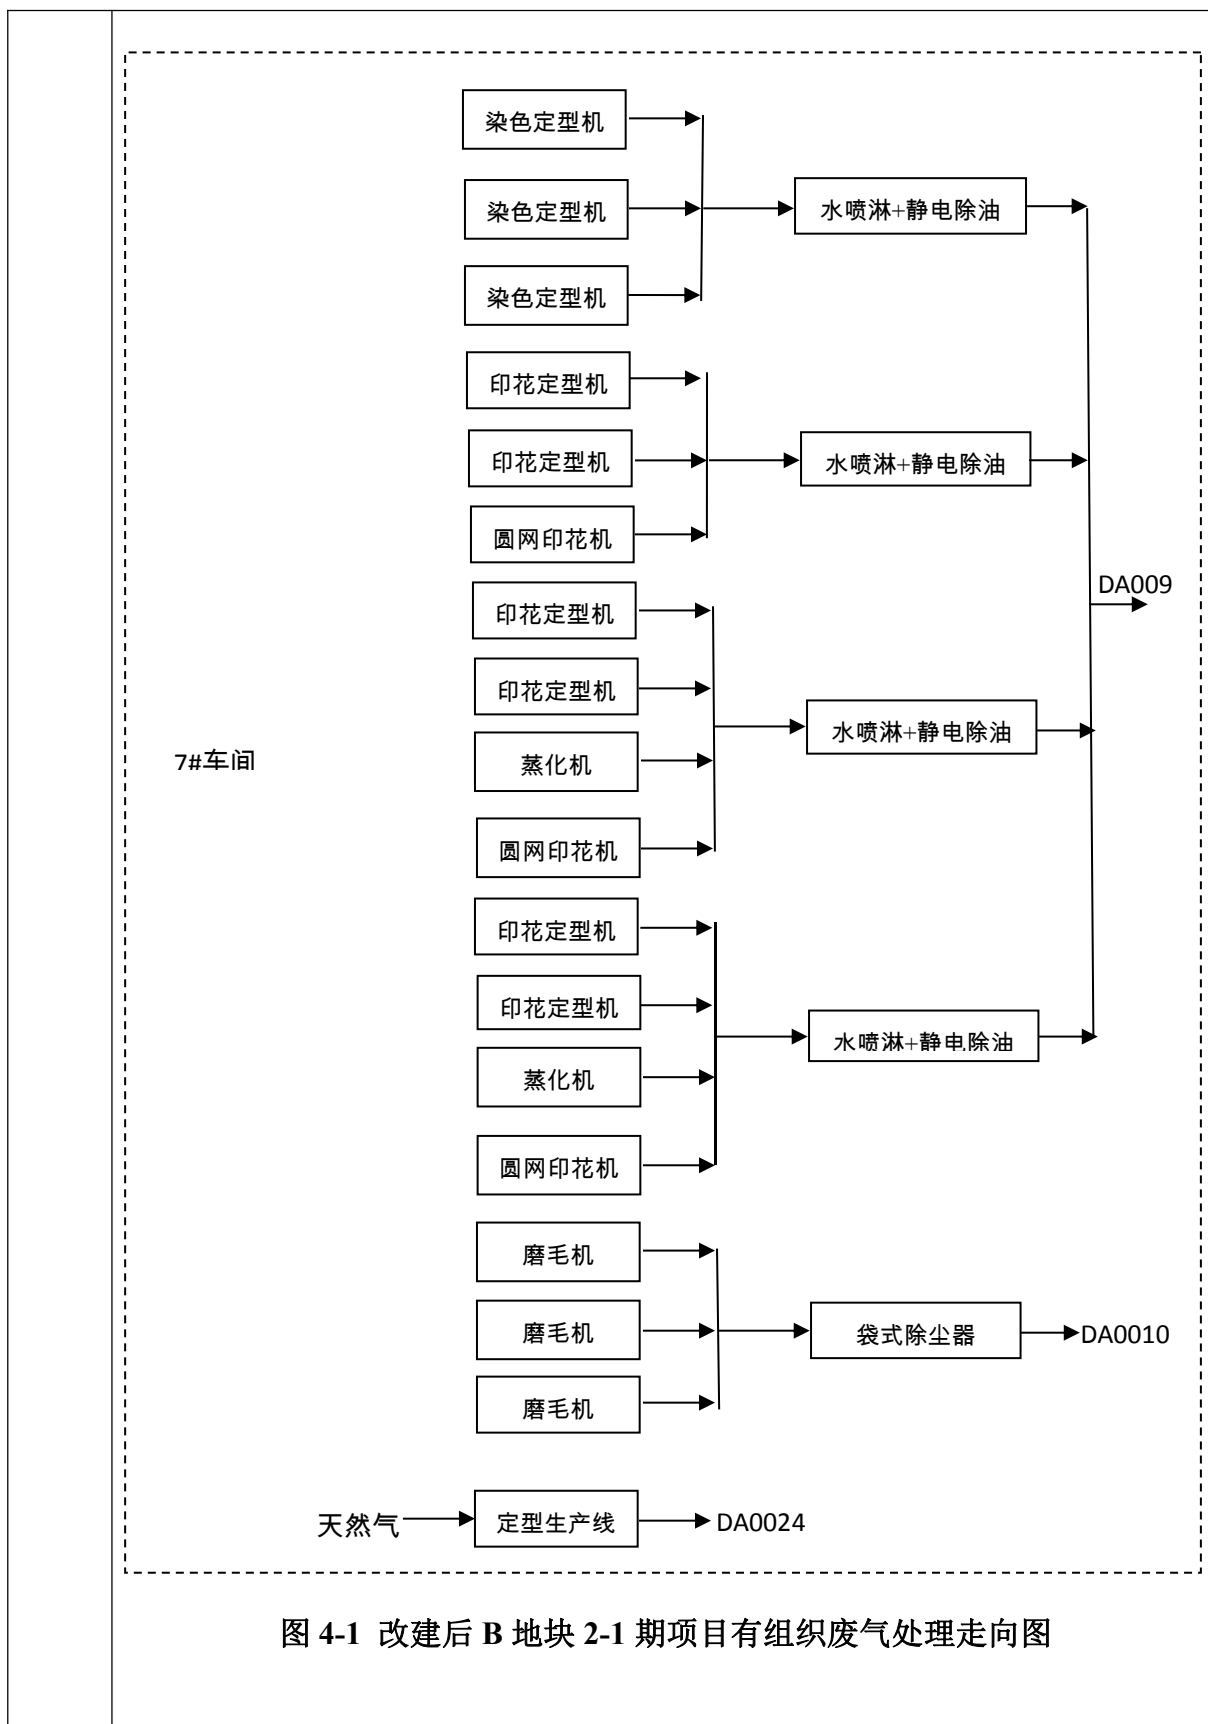 染色定型机
染色定型机
水喷淋+静电除油
染色定型机
印花定型机
印花定型机
水喷淋+静电除油
圆网印花机
DA009
印花定型机
印花定型机
水喷淋+静电除油
7#车间
蒸化机
圆网印花机
印花定型机
印花定型机
水喷淋+静电除油
蒸化机
圆网印花机
磨毛机
磨毛机
袋式除尘器
DA0010
磨毛机
天然气
定型生产线
DA0024
图 4-1 改建后 B 地块 2-1 期项目有组织废气处理走向图